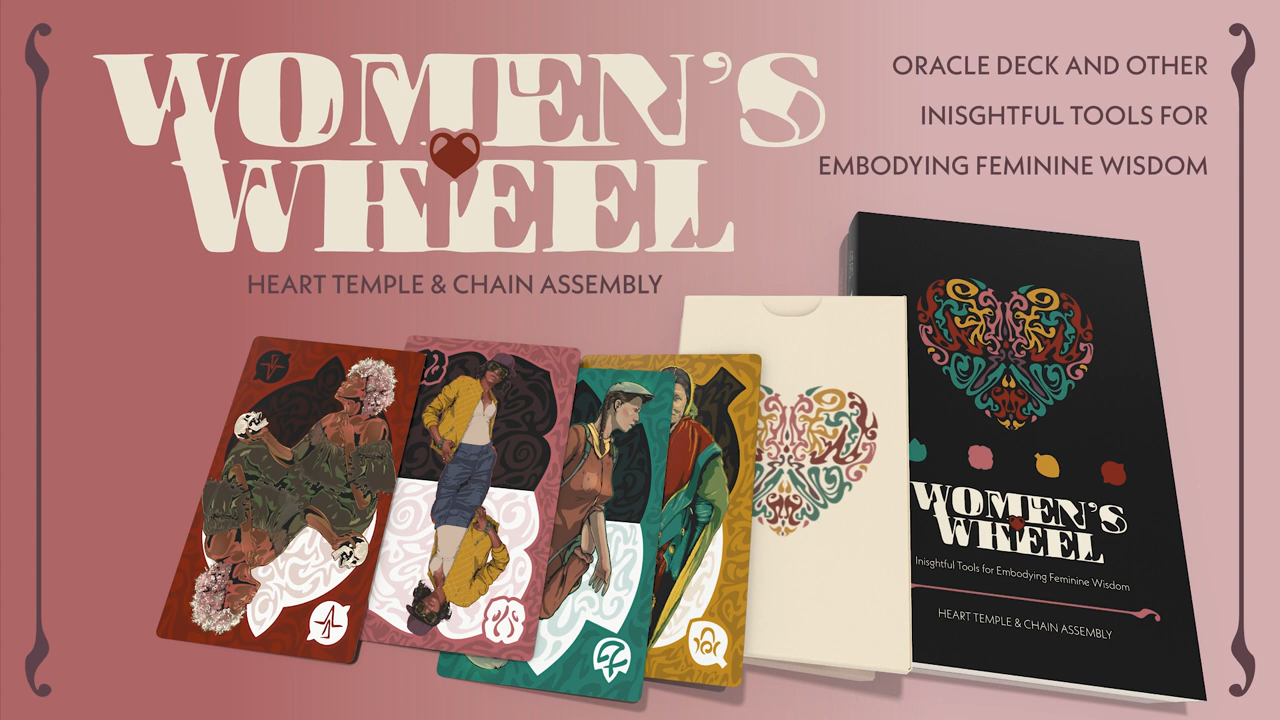 WOMEN'S
WHEEL
HEART TEMPLE & CHAIN ASSEMBLY
ORACLE DECK AND OTHER
INISGHTFUL TOOLS FOR
EMBODYING FEMININE WISDOM
WOMEN'S
WHEEL
Inisghtful Tools for Embodying Feminine Wisdom
HEART TEMPLE & CHAIN ASSEMBLY